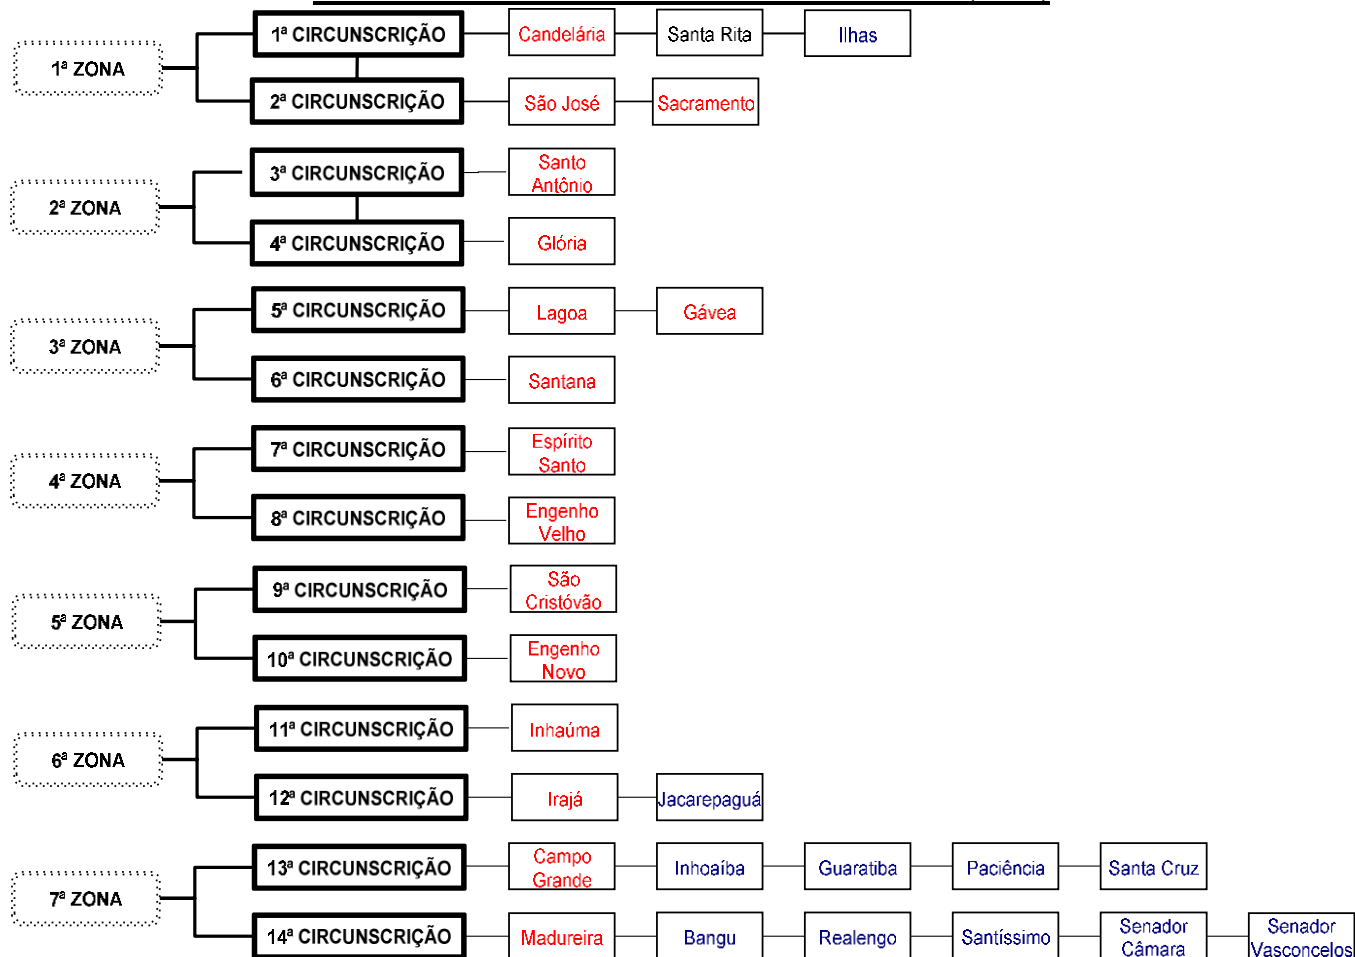 1ª ZONA
1ª CIRCUNSCRIÇÃO
Candelária
Santa Rita
Ilhas
2ª CIRCUNSCRIÇÃO
São José
Sacramento
2ª ZONA
3ª CIRCUNSCRIÇÃO
Santo
Antônio
4ª CIRCUNSCRIÇÃO
Glória
3ª ZONA
5ª CIRCUNSCRIÇÃO
Lagoa
Gávea
6ª CIRCUNSCRIÇÃO
Santana
4ª ZONA
7ª CIRCUNSCRIÇÃO
Espírito
Santo
8ª CIRCUNSCRIÇÃO
Engenho
Velho
5ª ZONA
9ª CIRCUNSCRIÇÃO
São
Cristóvão
10ª CIRCUNSCRIÇÃO
Engenho
Novo
6ª ZONA
11ª CIRCUNSCRIÇÃO
Inhaúma
12ª CIRCUNSCRIÇÃO
Irajá
Jacarepaguá
7ª ZONA
13ª CIRCUNSCRIÇÃO
Campo
Grande
Inhoaíba
Guaratiba
Paciência
Santa Cruz
14ª CIRCUNSCRIÇÃO
Madureira
Bangu
Realengo
Santíssimo
Senador
Câmara
Senador
Vasconcelos